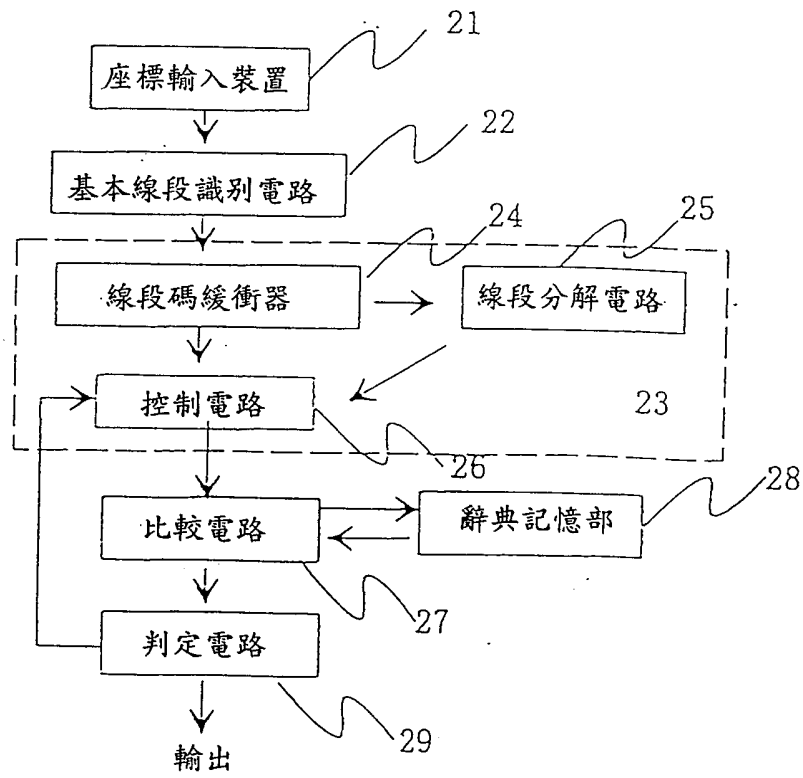 21
座標輸入裝置
22
基本線段識別電路
24
25
線段碼緩衝器
線段分解電路
控制電路
23
26
28
比較電路
辭典記憶部
27
判定電路
29
輸出